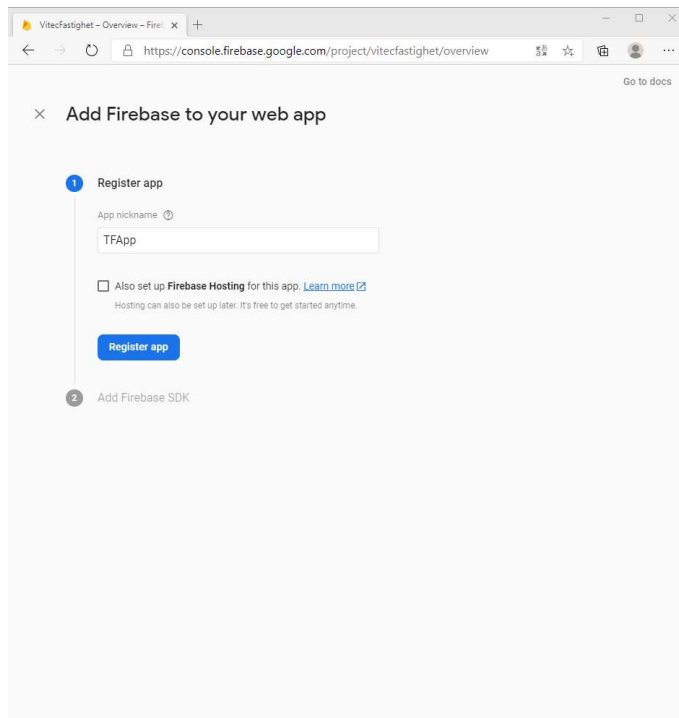 VitecFastighet – Overview – Fire
https://console.firebase.google.com/project/vitecfastighet/overview
Go to docs
Add Firebase to your web app
1 Register app
App nickname
TFApp
Also set up Firebase Hosting for this app. Learn more
Hosting can also be set up later. It's free to get started anytime.
Register app
2 Add Firebase SDK